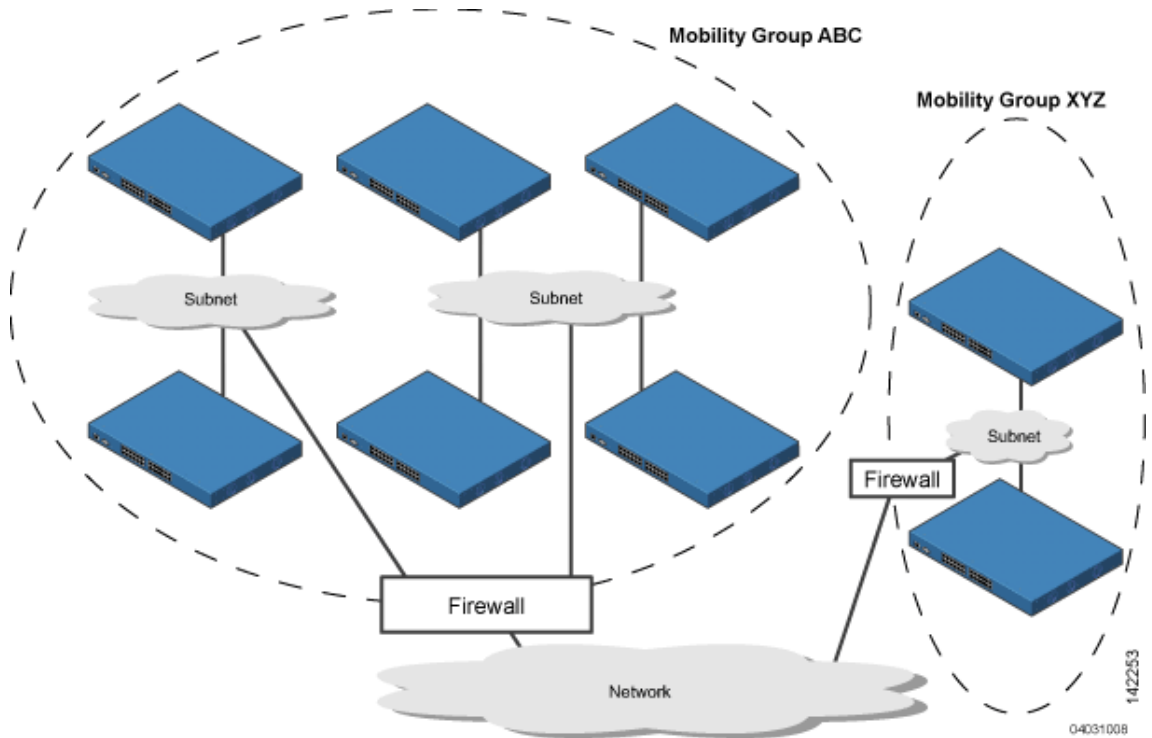 Mobility Group ABC
Mobility Group XYZ
Subnet
Subnet
Subnet
Firewall
Firewall
Network
142253
04031008